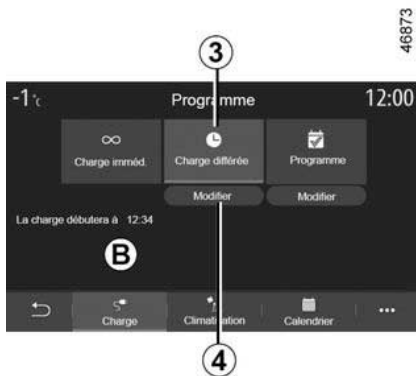 46873
3
-1°C Programme 12:00
Charge imméd. Charge différée Programme
Modifier Modifier
La charge débutera à 12:34
B
Charge Climatisation Calendrier
4